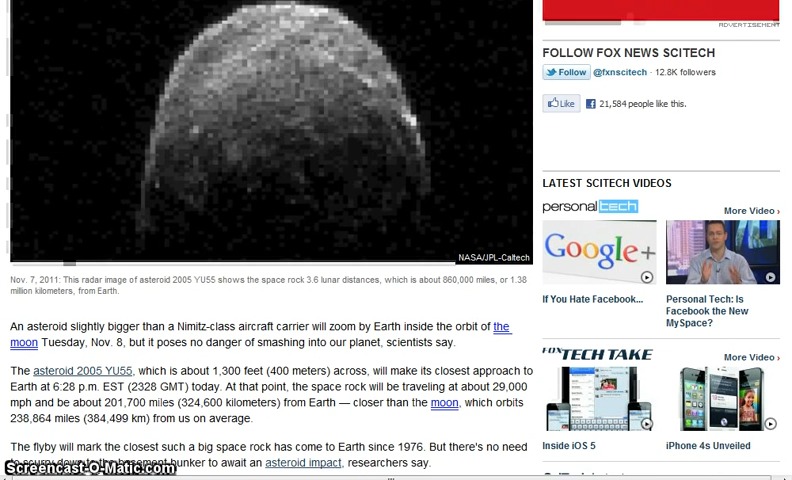 ADVERTISEMENT
FOLLOW FOX NEWS SCITECH
Follow @fxnscitech · 12.8K followers
Like 21,584 people like this.
LATEST SCITECH VIDEOS
personal tech
More Video ›
Google+
If You Hate Facebook...
Personal Tech: Is
Facebook the New
MySpace?
FOX TECH TAKE
More Video ›
Inside iOS 5
iPhone 4s Unveiled
NASA/JPL-Caltech
Nov. 7, 2011: This radar image of asteroid 2005 YU55 shows the space rock 3.6 lunar distances, which is about 860,000 miles, or 1.38
million kilometers, from Earth.
An asteroid slightly bigger than a Nimitz-class aircraft carrier will zoom by Earth inside the orbit of the
moon Tuesday, Nov. 8, but it poses no danger of smashing into our planet, scientists say.
The asteroid 2005 YU55, which is about 1,300 feet (400 meters) across, will make its closest approach to
Earth at 6:28 p.m. EST (2328 GMT) today. At that point, the space rock will be traveling at about 29,000
mph and be about 201,700 miles (324,600 kilometers) from Earth — closer than the moon, which orbits
238,864 miles (384,499 km) from us on average.
The flyby will mark the closest such a big space rock has come to Earth since 1976. But there's no need
bunker to await an asteroid impact, researchers say.
Screencast-O-Matic.com